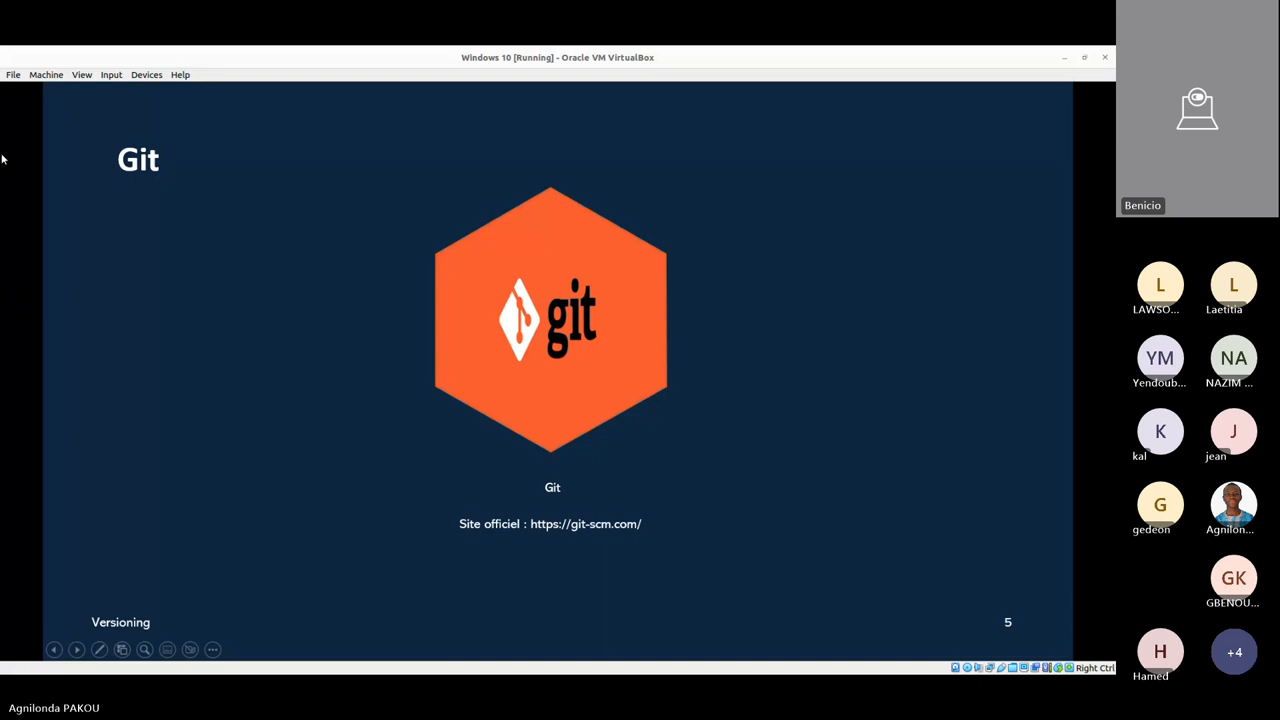 Windows 10 [Running] - Oracle VM VirtualBox
File Machine View Input Devices Help
Git
git
Git
Site officiel : https://git-scm.com/
Versioning
5
Right Ctrl
Benicio
L
LAWSO...
L
Laetitia
YM
Yendoub...
NA
NAZIM ...
K
kal
J
jean
G
gedeon
Agnilon...
GK
GBENOU...
H
Hamed
+4
Agnilonda PAKOU